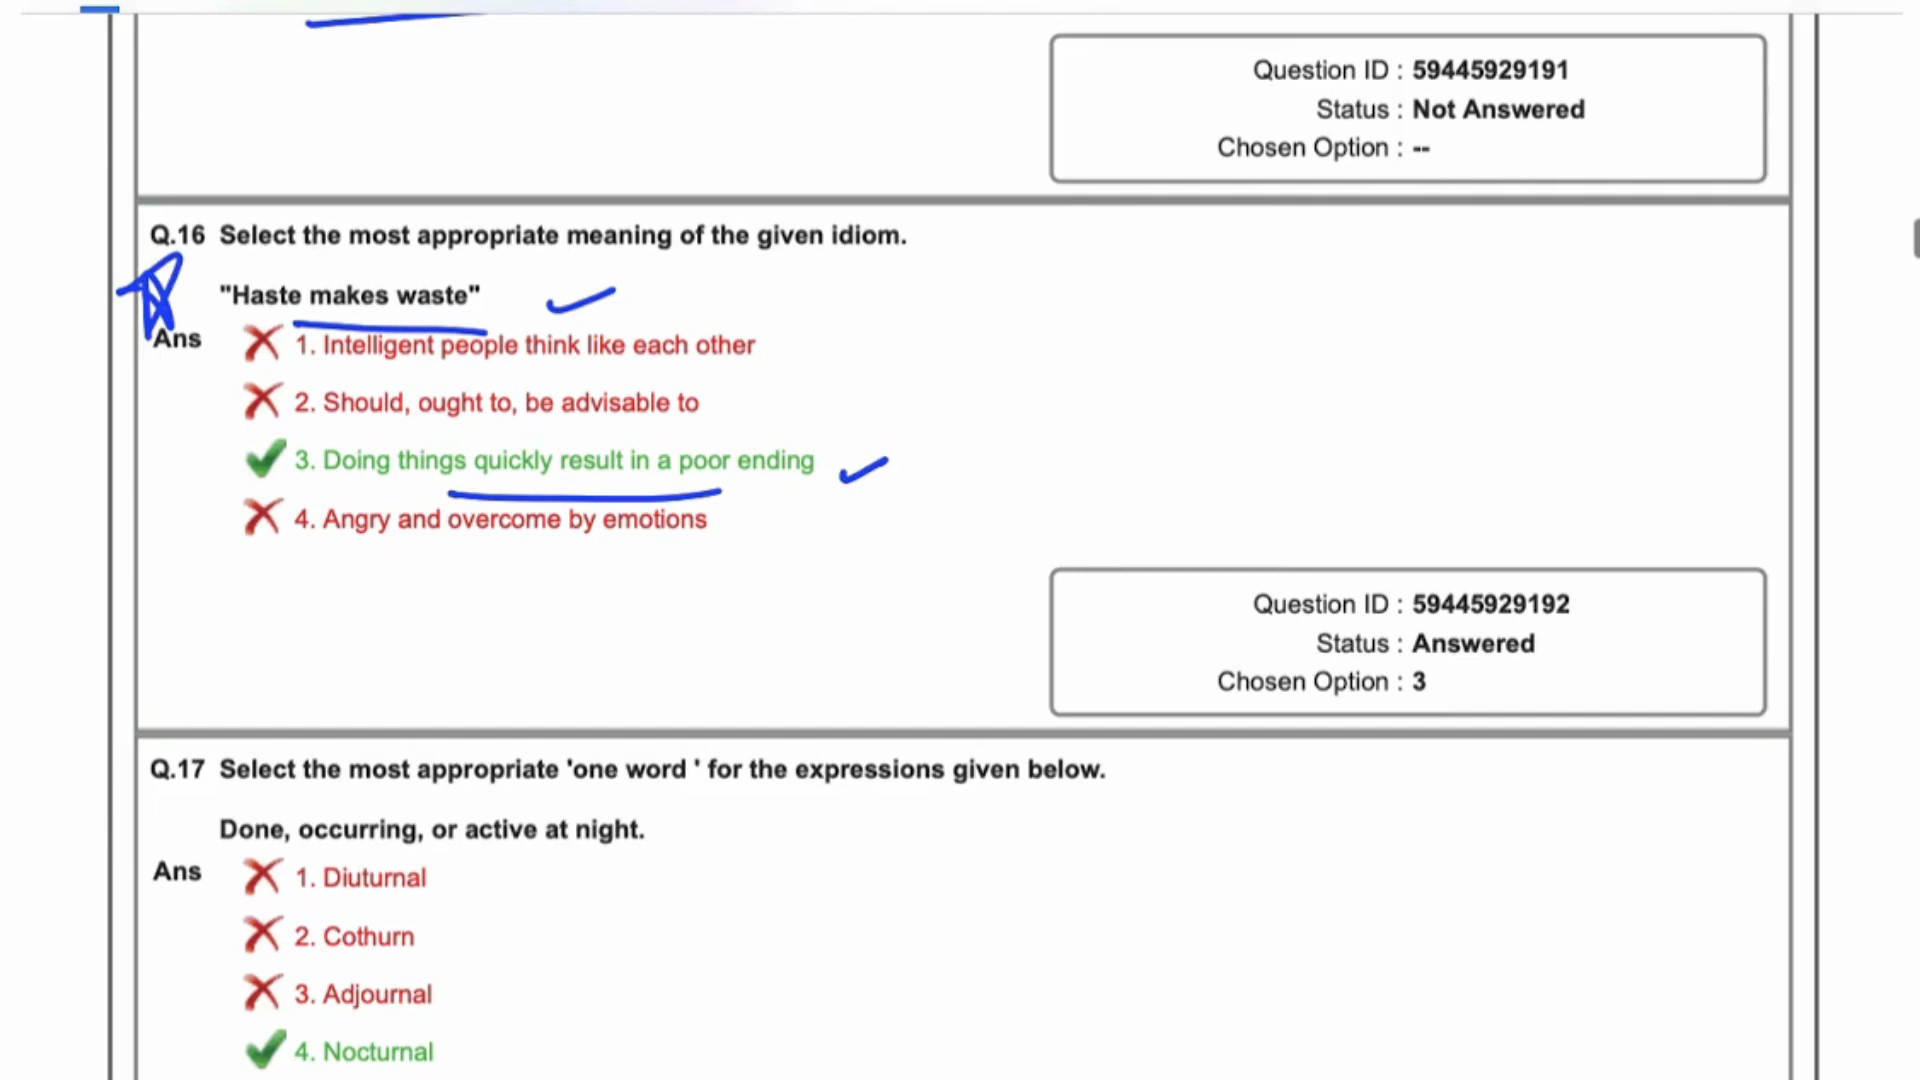 Question ID : 59445929191
Status : Not Answered
Chosen Option : --
Q.16 Select the most appropriate meaning of the given idiom.
"Haste makes waste"
Ans 1. Intelligent people think like each other
2. Should, ought to, be advisable to
3. Doing things quickly result in a poor ending
4. Angry and overcome by emotions
Question ID : 59445929192
Status : Answered
Chosen Option : 3
Q.17 Select the most appropriate 'one word ' for the expressions given below.
Done, occurring, or active at night.
Ans 1. Diuturnal
2. Cothurn
3. Adjournal
4. Nocturnal